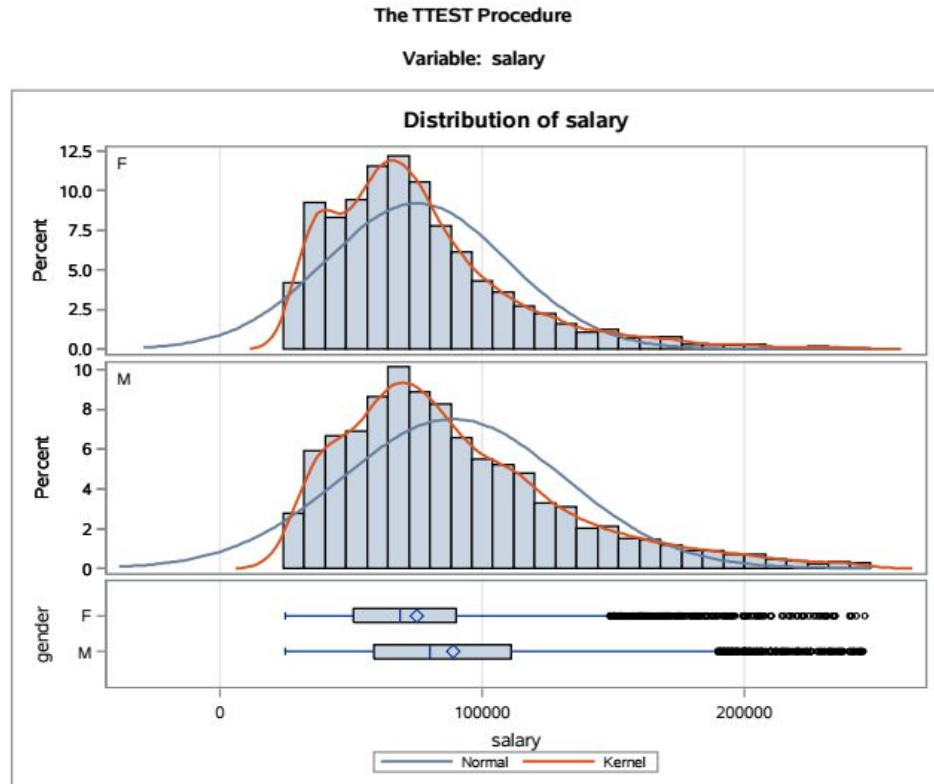 The TTEST Procedure
Variable: salary
Distribution of salary
F
12.5
10.0
7.5
5.0
2.5
0.0
Percent
M
10
8
6
4
2
0
Percent
gender
F
M
0 100000 200000
salary
Normal Kernel